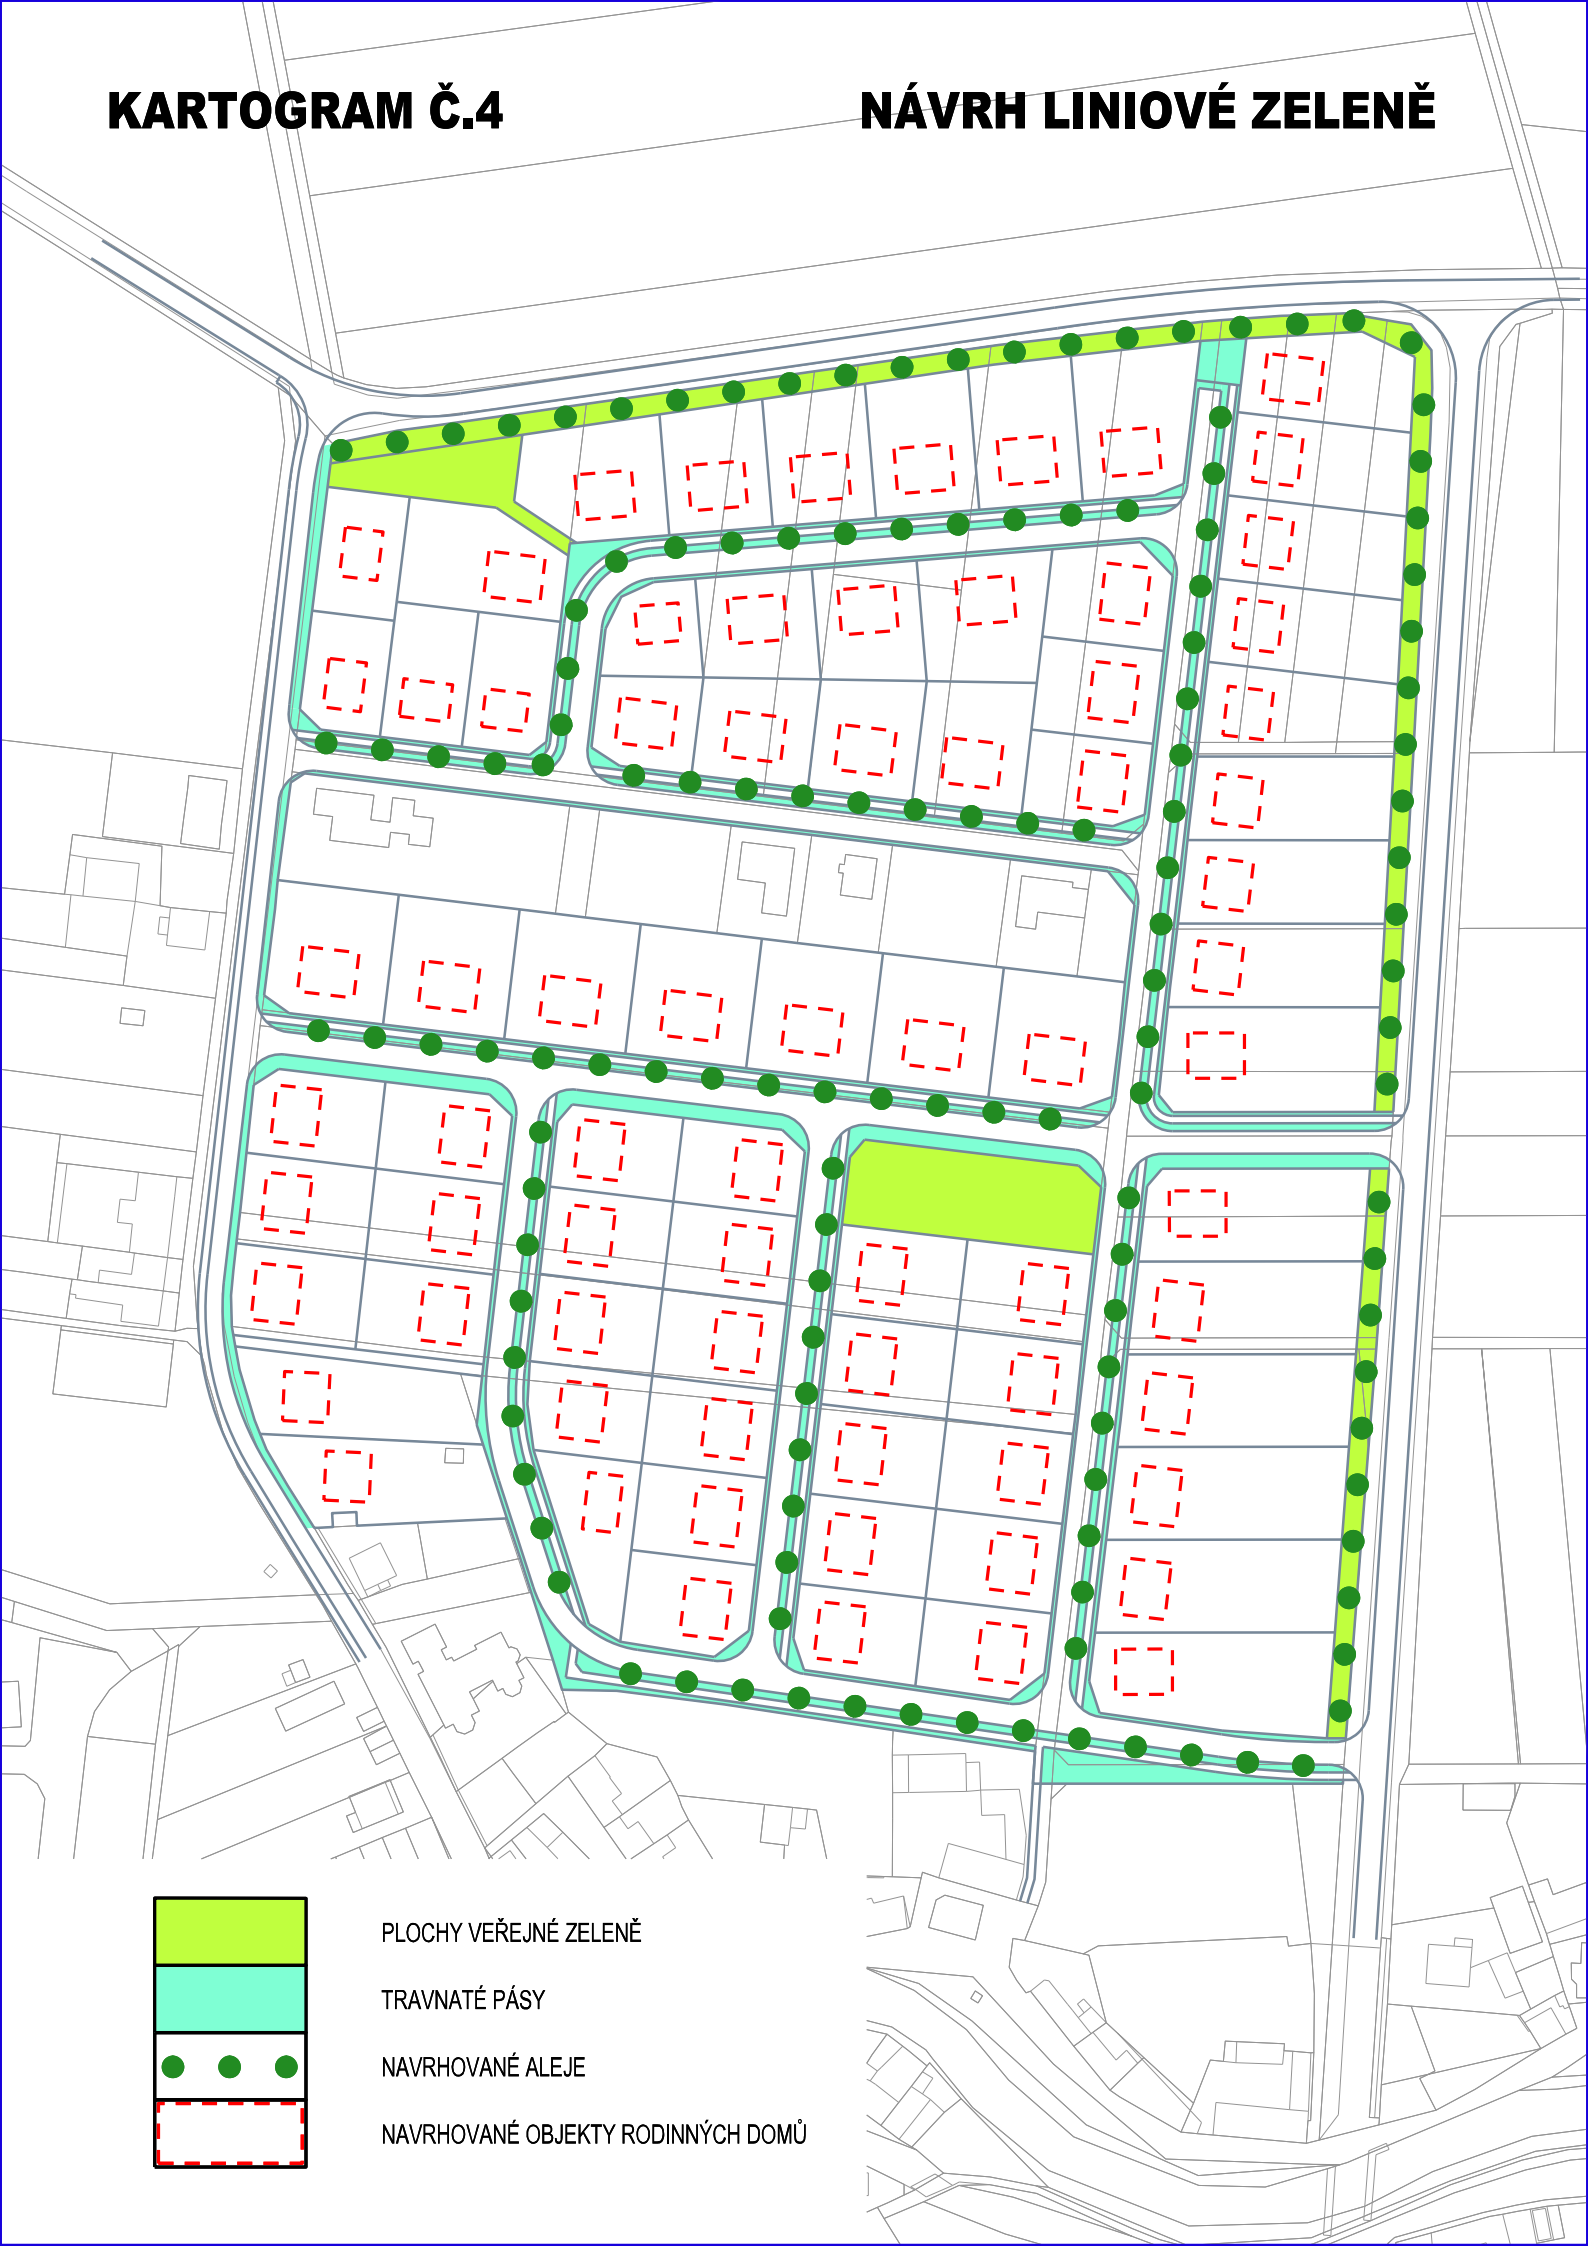 KARTOGRAM Č.4
NÁVRH LINIOVÉ ZELENĚ
PLOCHY VEŘEJNÉ ZELENĚ
TRAVNATÉ PÁSY
NAVRHOVANÉ ALEJE
NAVRHOVANÉ OBJEKTY RODINNÝCH DOMŮ